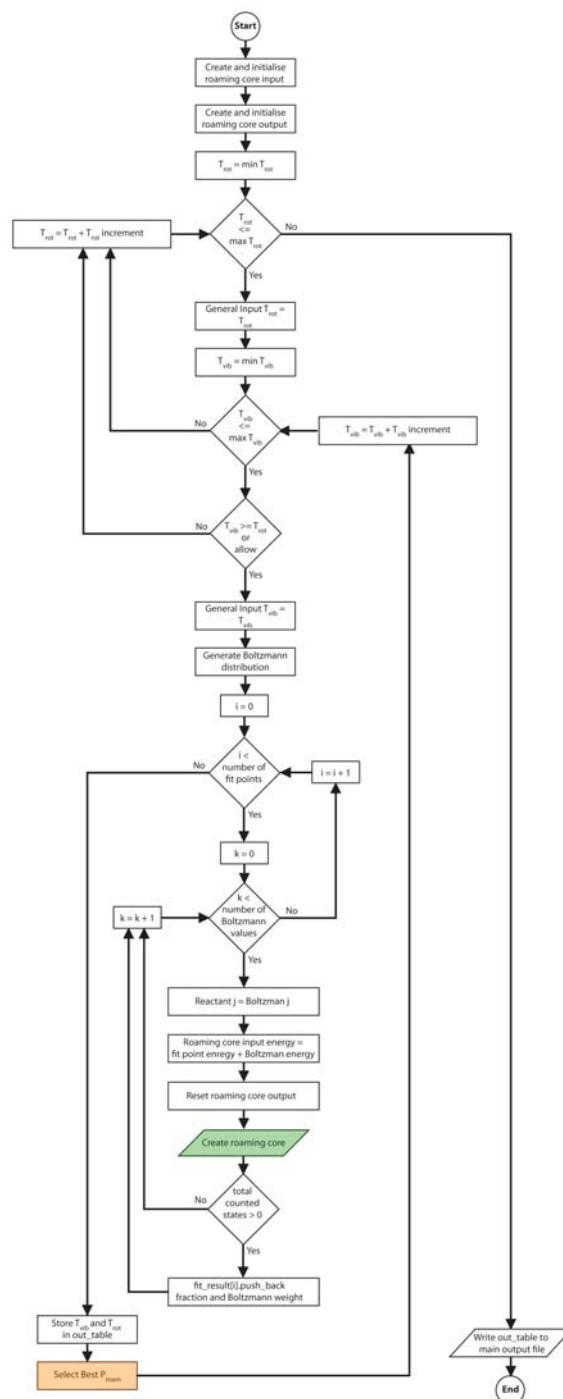 Start
Create and initialise
roaming core input
Create and initialise
roaming core output
T_rot = min T_rot
T_rot
<=
max T_rot
No
T_rot = T_rot + T_rot increment
Yes
General Input T_rot =
T_rot
T_vib = min T_vib
T_vib
<=
max T_vib
No
T_vib = T_vib + T_vib increment
Yes
T_vib >= T_rot
or
allow
No
Yes
General Input T_vib =
T_vib
Generate Boltzmann
distribution
i = 0
i <
number of
fit points
No
i = i + 1
Yes
k = 0
k <
number of
Boltzmann
values
k = k + 1
No
Yes
Reactant j = Boltzman j
Roaming core input energy =
fit point enregy + Boltzman energy
Reset roaming core output
Create roaming core
total
counted
states > 0
No
Yes
fit_result[i].push_back
fraction and Boltzmann weight
Store T_vib and T_rot
in out_table
Select Best P
Write out_table to
main output file
End